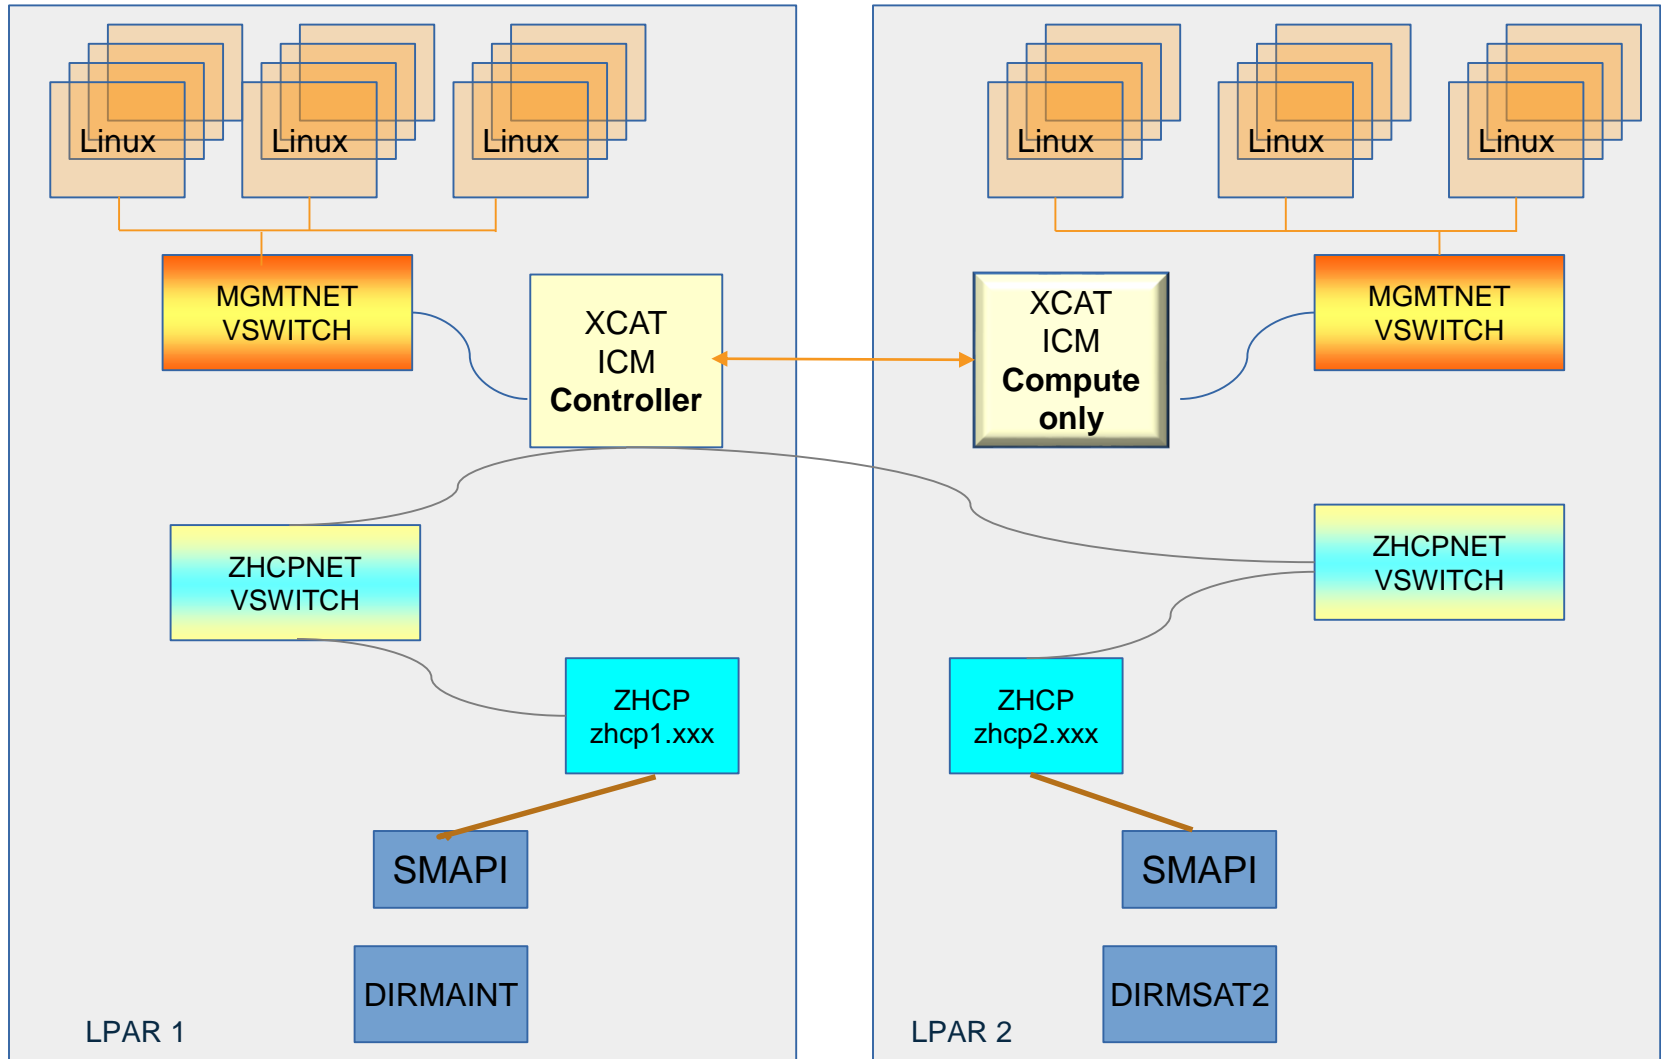 Linux
Linux
Linux
MGMTNET
VSWITCH
XCAT
ICM
Controller
ZHCPNET
VSWITCH
ZHCP
zhcp1.xxx
SMAPI
DIRMAINT
LPAR 1
Linux
Linux
Linux
XCAT
ICM
Compute
only
MGMTNET
VSWITCH
ZHCPNET
VSWITCH
ZHCP
zhcp2.xxx
SMAPI
DIRMSAT2
LPAR 2